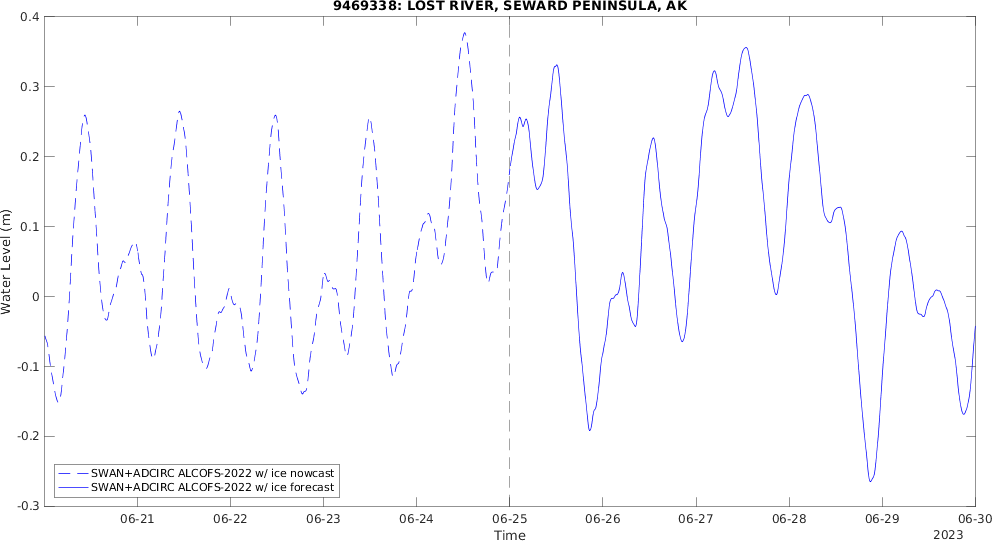 9469338: LOST RIVER, SEWARD PENINSULA, AK
0.4
0.3
0.2
0.1
0
-0.1
-0.2
-0.3
Water Level (m)
SWAN+ADCIRC ALCOFS-2022 w/ ice nowcast
SWAN+ADCIRC ALCOFS-2022 w/ ice forecast
06-21 06-22 06-23 06-24 06-25 06-26 06-27 06-28 06-29 06-30
Time
2023